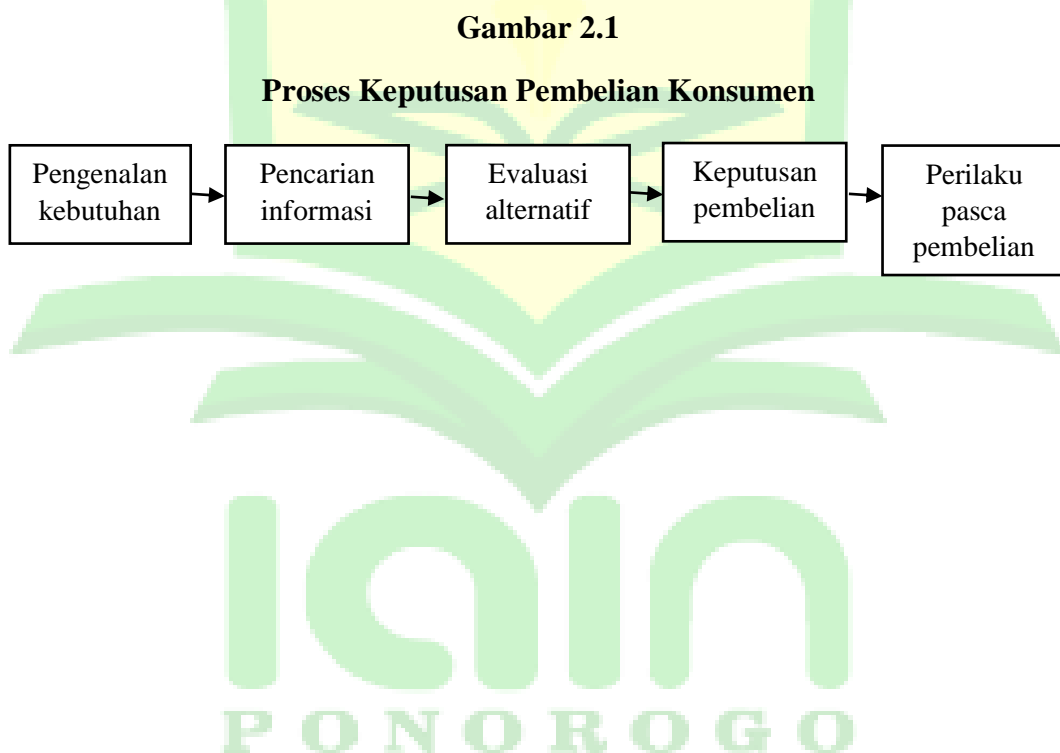 Gambar 2.1
Proses Keputusan Pembelian Konsumen
Pengenalan
kebutuhan
Pencarian
informasi
Evaluasi
alternatif
Keputusan
pembelian
Perilaku
pasca
pembelian
iain
PONOROGO